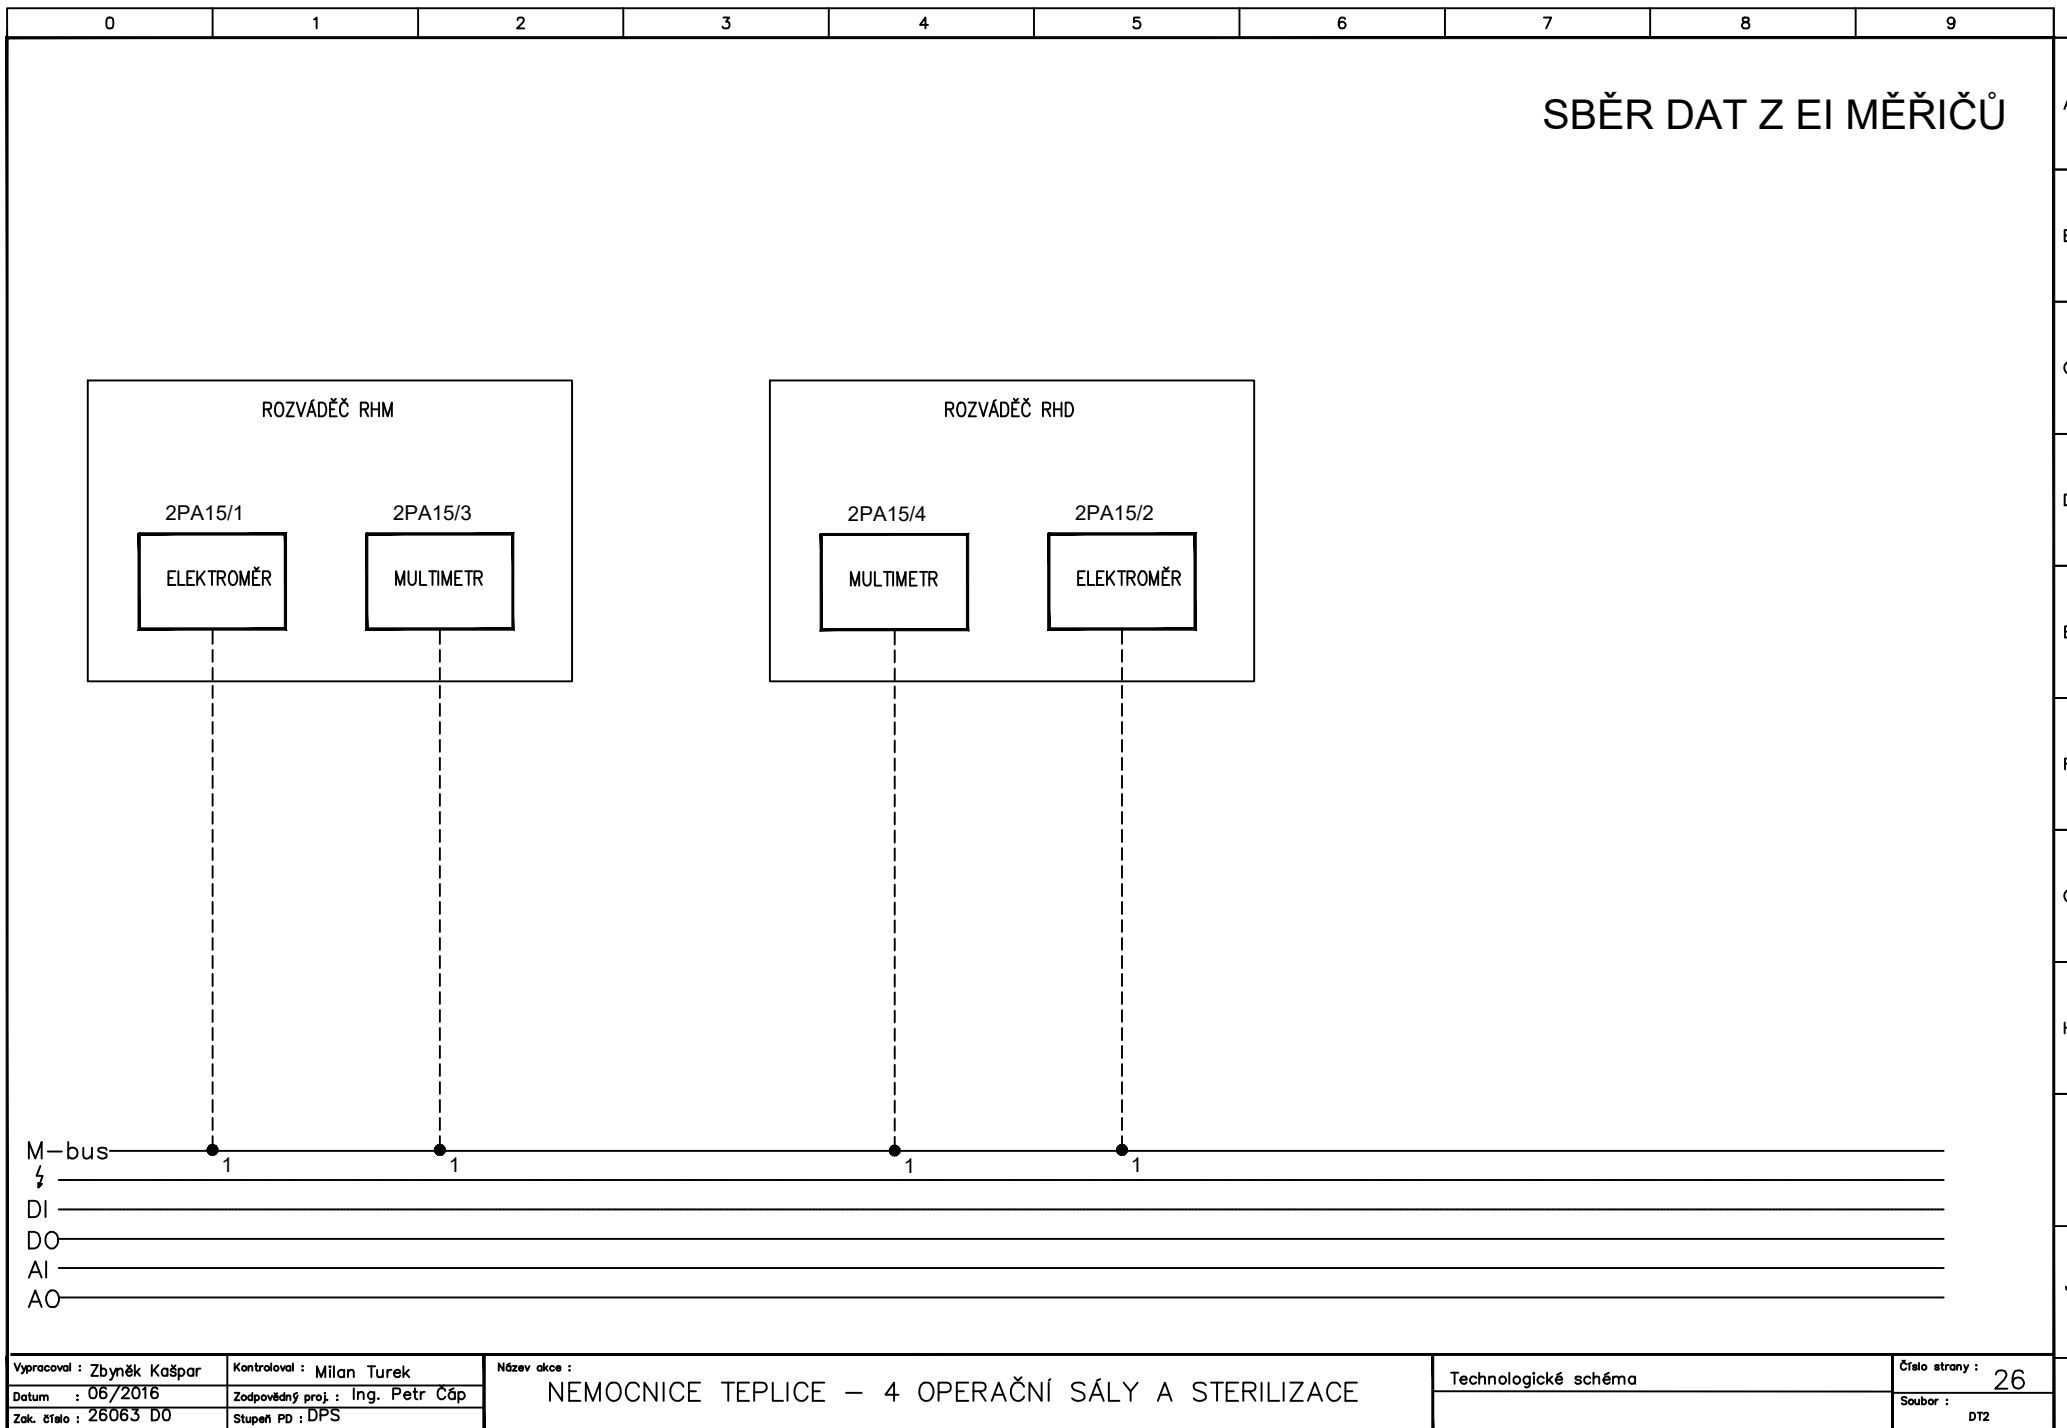 0 1 2 3 4 5 6 7 8 9
SBĚR DAT Z EI MĚŘIČŮ
ROZVÁDĚČ RHM
ROZVÁDĚČ RHD
2PA15/1
2PA15/3
2PA15/4
2PA15/2
ELEKTROMĚR
MULTIMETR
MULTIMETR
ELEKTROMĚR
M-bus
1 1 1 1
DI
DO
AI
AO
Vypracoval : Zbyněk Kašpar
Datum : 06/2016
Zak. číslo : 26063 D0
Kontroloval : Milan Turek
Zodpovědný proj. : Ing. Petr Čáp
Stupeň PD : DPS
Název akce :
NEMOCNICE TEPLICE – 4 OPERAČNÍ SÁLY A STERILIZACE
Technologické schéma
Číslo strany : 26
Soubor :
DT2